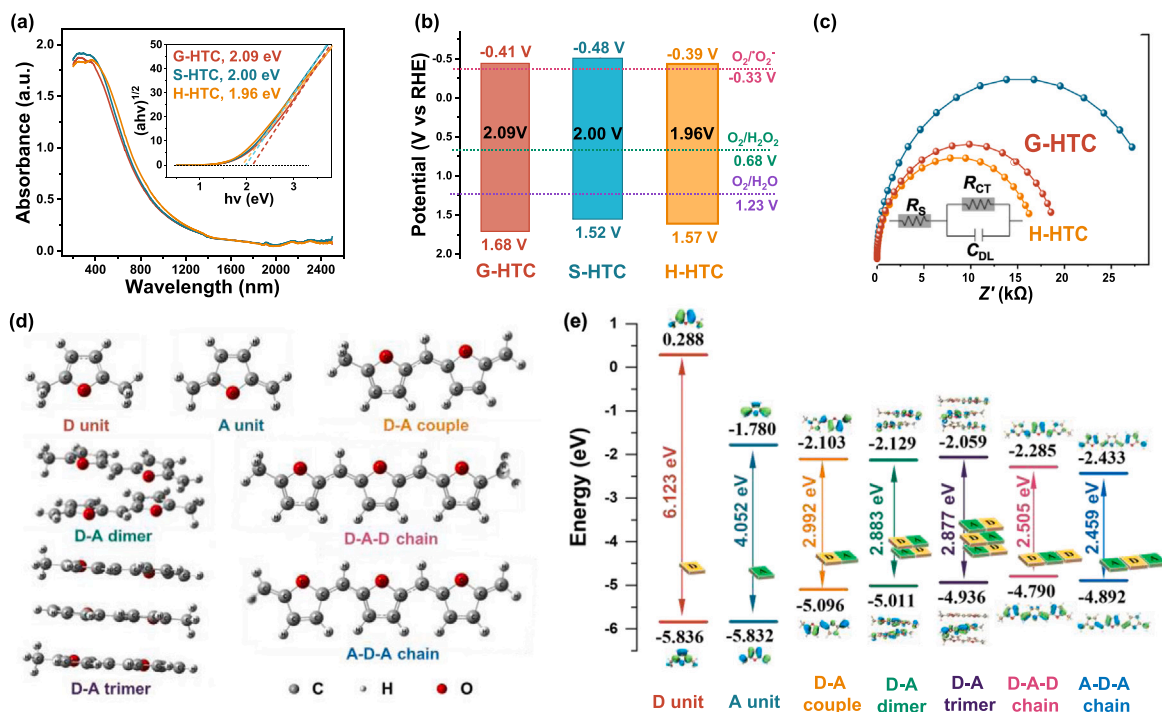 (a)
2.0
1.5
1.0
0.5
0.0
Absorbance (a.u.)
400
800
1200
1600
2000
2400
Wavelength (nm)
50
40
30
20
10
0
(ahv)1/2
1
2
3
hv (eV)
G-HTC, 2.09 eV
S-HTC, 2.00 eV
H-HTC, 1.96 eV
(b)
-0.5
0.0
0.5
1.0
1.5
2.0
Potential (V vs RHE)
-0.41 V
-0.48 V
-0.39 V
O2/·O2-
-0.33 V
2.09V
2.00 V
1.96V
O2/H2O2
0.68 V
O2/H2O
1.23 V
1.68 V
1.52 V
1.57 V
G-HTC
S-HTC
H-HTC
(c)
G-HTC
RCT
RS
H-HTC
CDL
0
5
10
15
20
25
Z' (kΩ)
(d)
D unit
A unit
D-A couple
D-A dimer
D-A-D chain
A-D-A chain
D-A trimer
C
H
O
(e)
1
0
-1
-2
-3
-4
-5
-6
Energy (eV)
0.288
-1.780
-2.103
-2.129
-2.059
-2.285
-2.433
6.123 eV
4.052 eV
2.992 eV
2.883 eV
2.877 eV
2.505 eV
2.459 eV
D
A
D A
D A
A D
D A
A D
D A
D A D
A D A
-5.836
-5.832
-5.096
-5.011
-4.936
-4.790
-4.892
D unit
A unit
D-A
couple
D-A
dimer
D-A
trimer
D-A-D
chain
A-D-A
chain